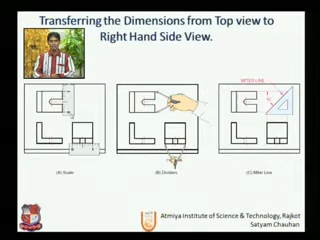 Transferring the Dimensions from Top view to
Right Hand Side View.
MITER LINE
(A) Scale
(B) Dividers
(C) Miter Line
Atmiya Institute of Science & Technology, Rajkot
Satyam Chauhan